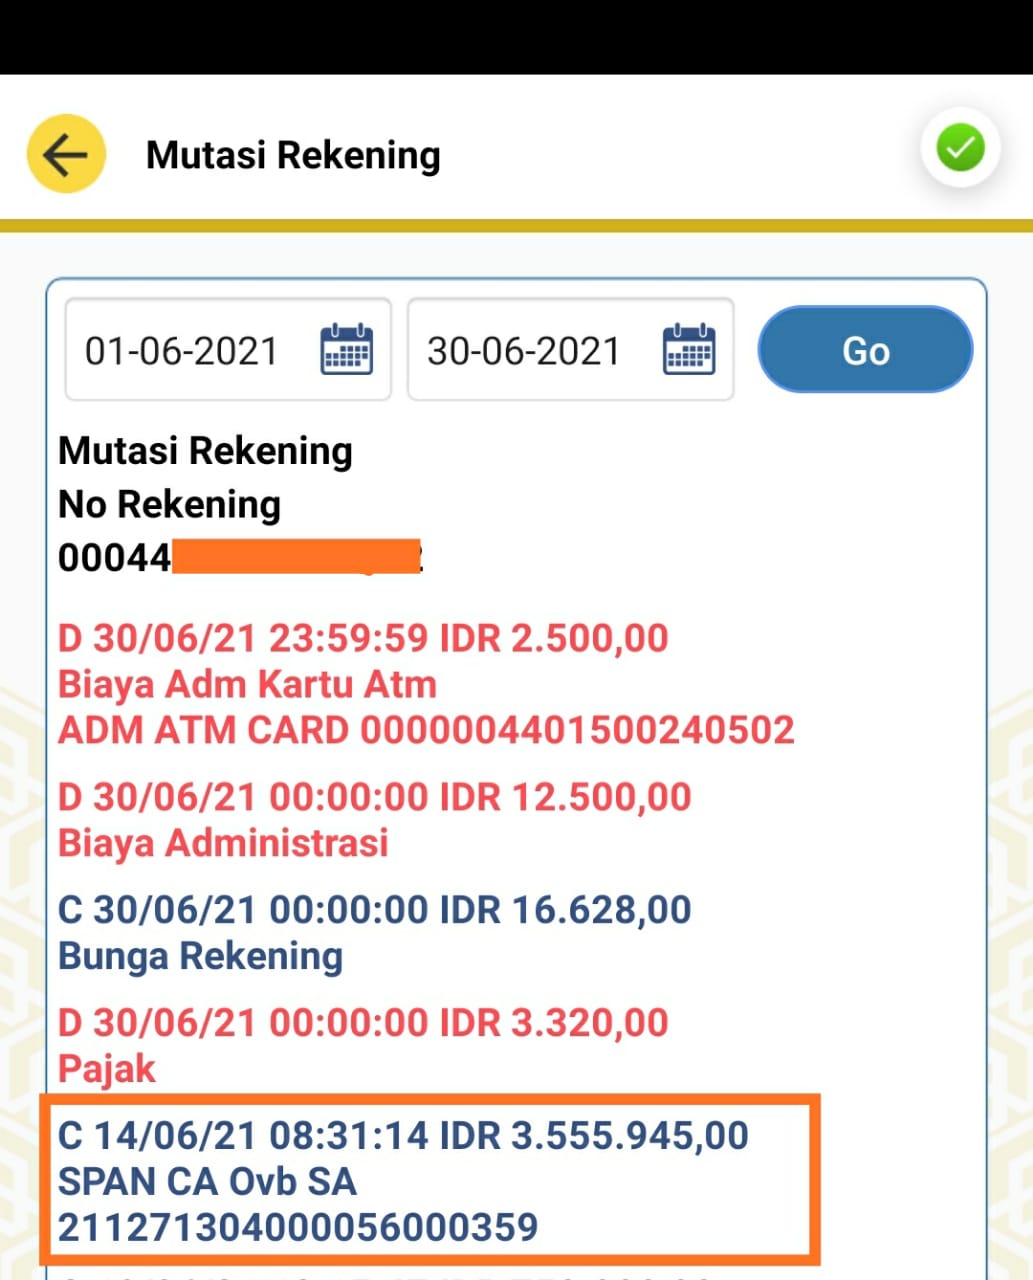 Mutasi Rekening
01-06-2021 30-06-2021 Go
Mutasi Rekening
No Rekening
00044
D 30/06/21 23:59:59 IDR 2.500,00
Biaya Adm Kartu Atm
ADM ATM CARD 0000004401500240502
D 30/06/21 00:00:00 IDR 12.500,00
Biaya Administrasi
C 30/06/21 00:00:00 IDR 16.628,00
Bunga Rekening
D 30/06/21 00:00:00 IDR 3.320,00
Pajak
C 14/06/21 08:31:14 IDR 3.555.945,00
SPAN CA Ovb SA
211271304000056000359